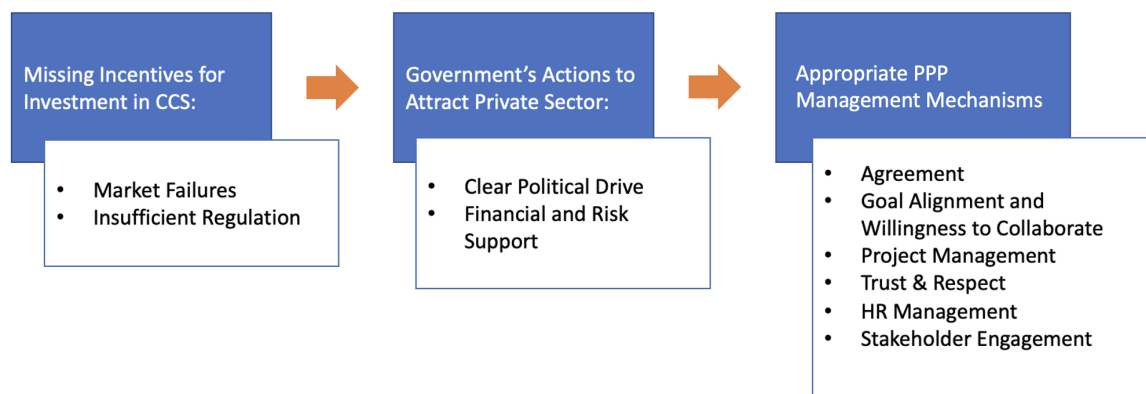 Missing Incentives for
Investment in CCS:
• Market Failures
• Insufficient Regulation
Government’s Actions to
Attract Private Sector:
• Clear Political Drive
• Financial and Risk
Support
Appropriate PPP
Management Mechanisms
• Agreement
• Goal Alignment and
Willingness to Collaborate
• Project Management
• Trust & Respect
• HR Management
• Stakeholder Engagement